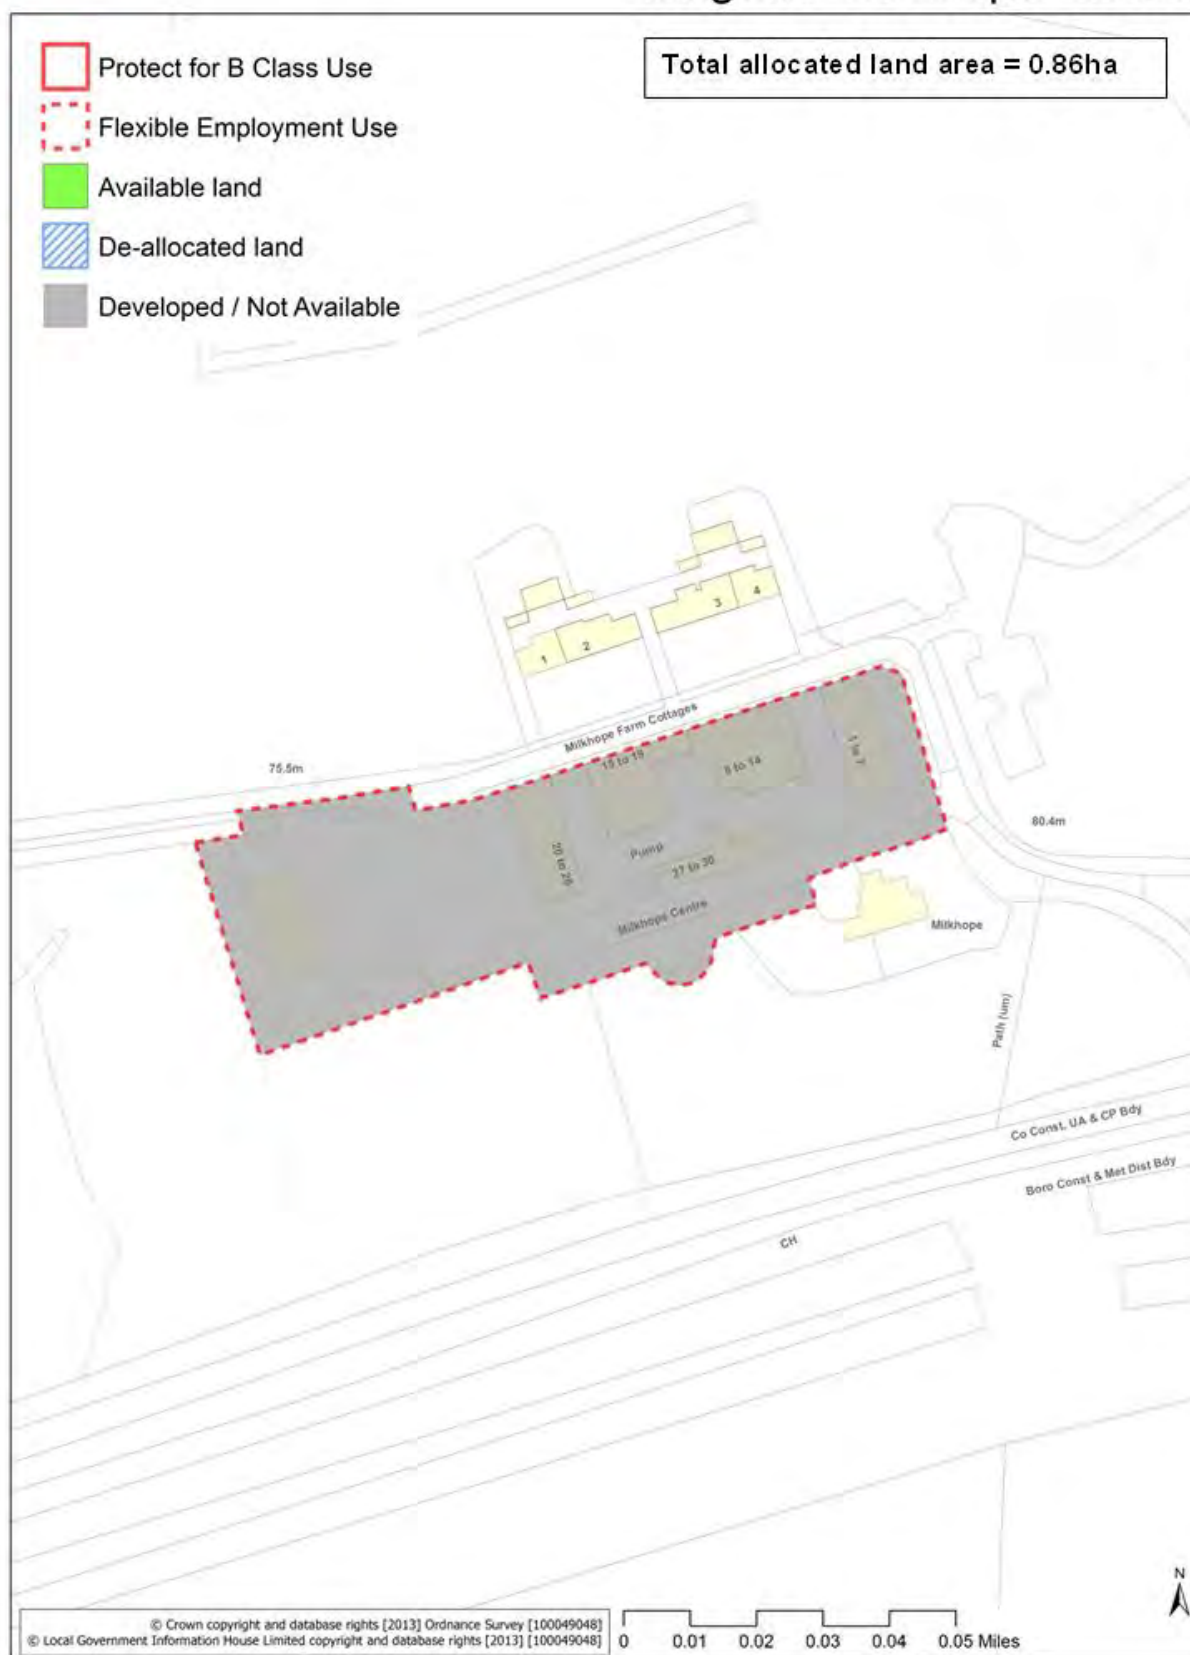 Protect for B Class Use
Total allocated land area = 0.86ha
Flexible Employment Use
Available land
De-allocated land
Developed / Not Available
1
2
3
4
Milkhope Farm Cottages
75.5m
15 to 19
8 to 14
1 to 7
80.4m
20 to 26
Pump
27 to 30
Milkhope Centre
Milkhope
Path (um)
Co Const, UA & CP Bdy
Boro Const & Met Dist Bdy
CH
N
© Crown copyright and database rights [2013] Ordnance Survey [100049048]
© Local Government Information House Limited copyright and database rights [2013] [100049048]
0 0.01 0.02 0.03 0.04 0.05 Miles